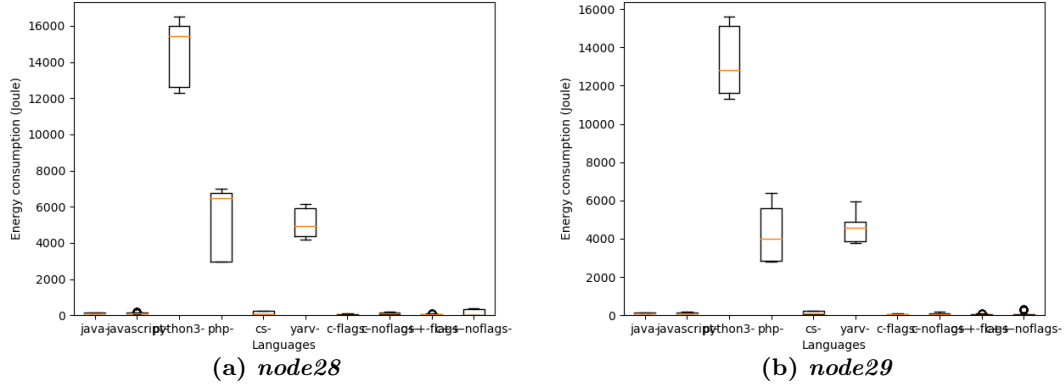 16000
14000
12000
10000
8000
6000
4000
2000
0
Energy consumption (Joule)
java- javascript- python3- php- cs- yarv- c-flags- c-noflags- c++-flags- c++-noflags-
Languages
(a) node28
16000
14000
12000
10000
8000
6000
4000
2000
0
Energy consumption (Joule)
java- javascript- python3- php- cs- yarv- c-flags- c-noflags- c++-flags- c++-noflags-
Languages
(b) node29